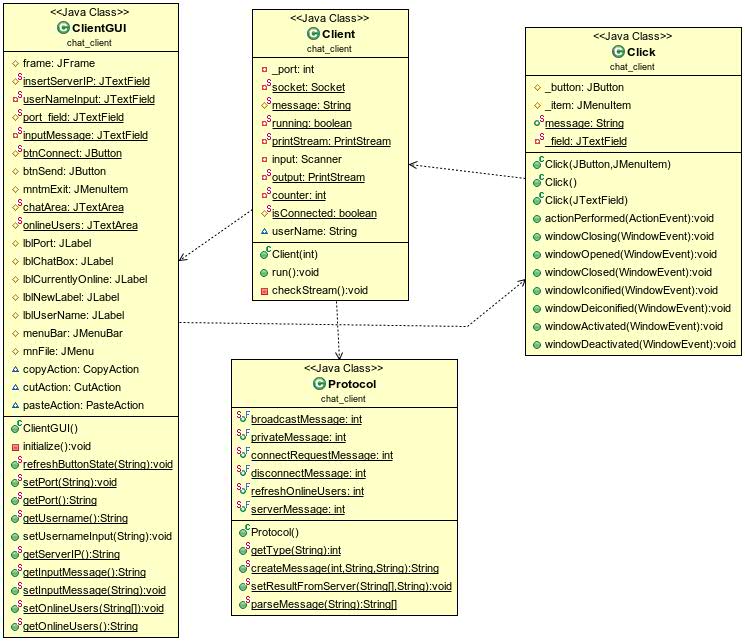 <<Java Class>>
ClientGUI
chat_client
frame: JFrame
insertServerIP: JTextField
userNameInput: JTextField
port_field: JTextField
inputMessage: JTextField
btnConnect: JButton
btnSend: JButton
mntmExit: JMenuItem
chatArea: JTextArea
onlineUsers: JTextArea
lblPort: JLabel
lblChatBox: JLabel
lblCurrentlyOnline: JLabel
lblNewLabel: JLabel
lblUserName: JLabel
menuBar: JMenuBar
mnFile: JMenu
copyAction: CopyAction
cutAction: CutAction
pasteAction: PasteAction
ClientGUI()
initialize():void
refreshButtonState(String):void
setPort(String):void
getPort():String
getUsername():String
setUsernameInput(String):void
getServerIP():String
getInputMessage():String
setInputMessage(String):void
setOnlineUsers(String[]):void
getOnlineUsers():String
<<Java Class>>
Client
chat_client
_port: int
socket: Socket
message: String
running: boolean
printStream: PrintStream
input: Scanner
output: PrintStream
counter: int
isConnected: boolean
userName: String
Client(int)
run():void
checkStream():void
<<Java Class>>
Click
chat_client
_button: JButton
_item: JMenuItem
message: String
_field: JTextField
Click(JButton,JMenuItem)
Click()
Click(JTextField)
actionPerformed(ActionEvent):void
windowClosing(WindowEvent):void
windowOpened(WindowEvent):void
windowClosed(WindowEvent):void
windowIconified(WindowEvent):void
windowDeiconified(WindowEvent):void
windowActivated(WindowEvent):void
windowDeactivated(WindowEvent):void
<<Java Class>>
Protocol
chat_client
broadcastMessage: int
privateMessage: int
connectRequestMessage: int
disconnectMessage: int
refreshOnlineUsers: int
serverMessage: int
Protocol()
getType(String):int
createMessage(int,String,String):String
setResultFromServer(String[],String):void
parseMessage(String):String[]